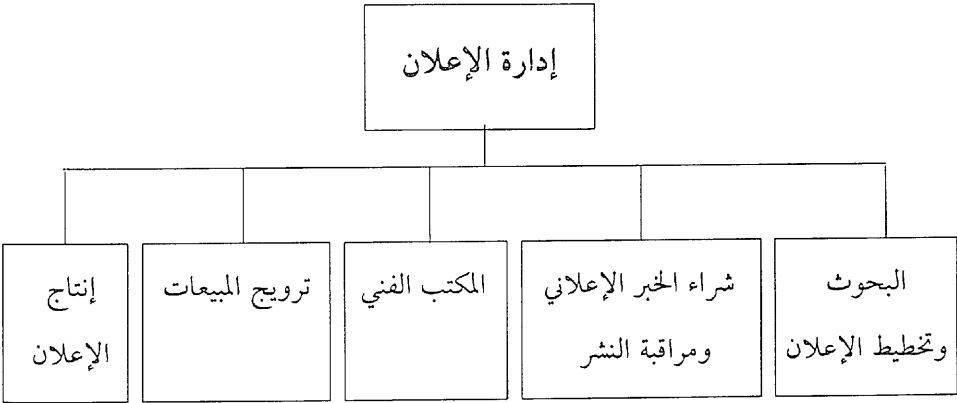 إدارة الإعلان
البحوث
وتخطيط الإعلان
شراء الخبر الإعلاني
ومراقبة النشر
المكتب الفني
ترويج المبيعات
إنتاج
الإعلان